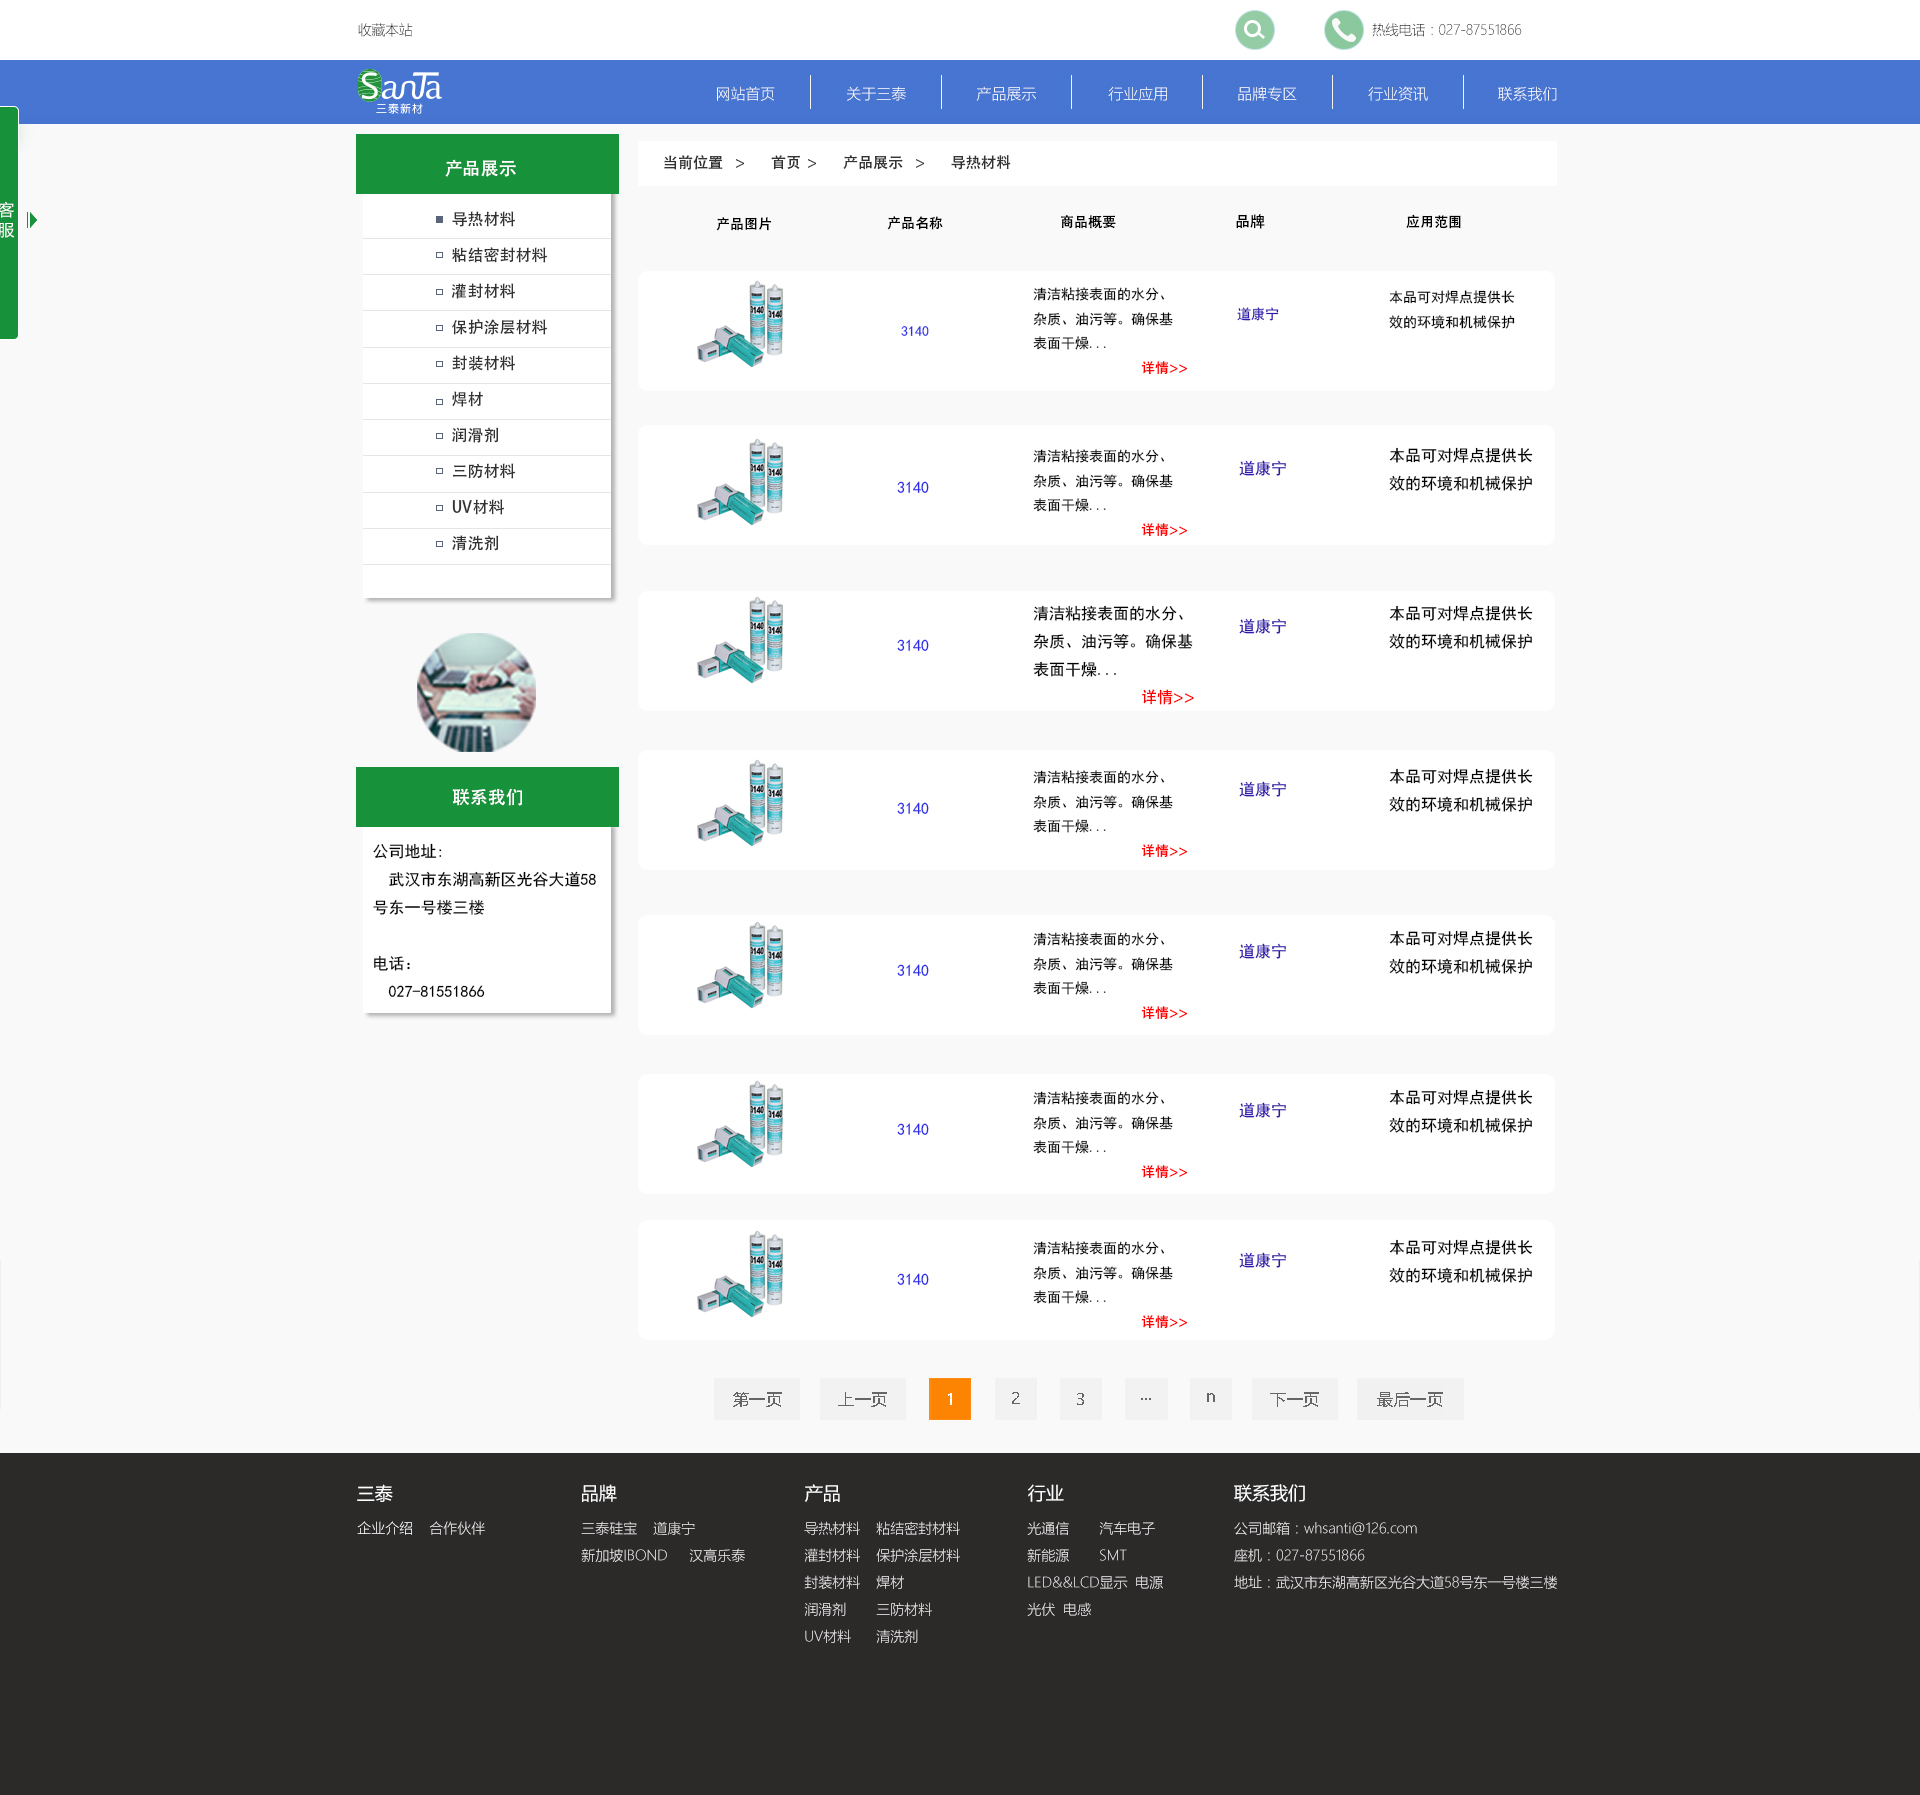 收藏本站
热线电话：027-87551866
SanTa
三泰新材
网站首页
关于三泰
产品展示
行业应用
品牌专区
行业资讯
联系我们
客服
产品展示
导热材料
粘结密封材料
灌封材料
保护涂层材料
封装材料
焊材
润滑剂
三防材料
UV材料
清洗剂
联系我们
公司地址：
武汉市东湖高新区光谷大道58
号东一号楼三楼
电话：
027-81551866
当前位置 > 首页 > 产品展示 > 导热材料
产品图片 产品名称 商品概要 品牌 应用范围
3140 3140
3140
清洁粘接表面的水分、
杂质、油污等。确保基
表面干燥...
详情>>
道康宁
本品可对焊点提供长
效的环境和机械保护
3140 3140
3140
清洁粘接表面的水分、
杂质、油污等。确保基
表面干燥...
详情>>
道康宁
本品可对焊点提供长
效的环境和机械保护
3140 3140
3140
清洁粘接表面的水分、
杂质、油污等。确保基
表面干燥...
详情>>
道康宁
本品可对焊点提供长
效的环境和机械保护
3140 3140
3140
清洁粘接表面的水分、
杂质、油污等。确保基
表面干燥...
详情>>
道康宁
本品可对焊点提供长
效的环境和机械保护
3140 3140
3140
清洁粘接表面的水分、
杂质、油污等。确保基
表面干燥...
详情>>
道康宁
本品可对焊点提供长
效的环境和机械保护
3140 3140
3140
清洁粘接表面的水分、
杂质、油污等。确保基
表面干燥...
详情>>
道康宁
本品可对焊点提供长
效的环境和机械保护
3140 3140
3140
清洁粘接表面的水分、
杂质、油污等。确保基
表面干燥...
详情>>
道康宁
本品可对焊点提供长
效的环境和机械保护
第一页 上一页 1 2 3 ... n 下一页 最后一页
三泰
企业介绍 合作伙伴
品牌
三泰硅宝 道康宁
新加坡IBOND 汉高乐泰
产品
导热材料 粘结密封材料
灌封材料 保护涂层材料
封装材料 焊材
润滑剂 三防材料
UV材料 清洗剂
行业
光通信 汽车电子
新能源 SMT
LED&&LCD显示 电源
光伏 电感
联系我们
公司邮箱：whsanti@126.com
座机：027-87551866
地址：武汉市东湖高新区光谷大道58号东一号楼三楼